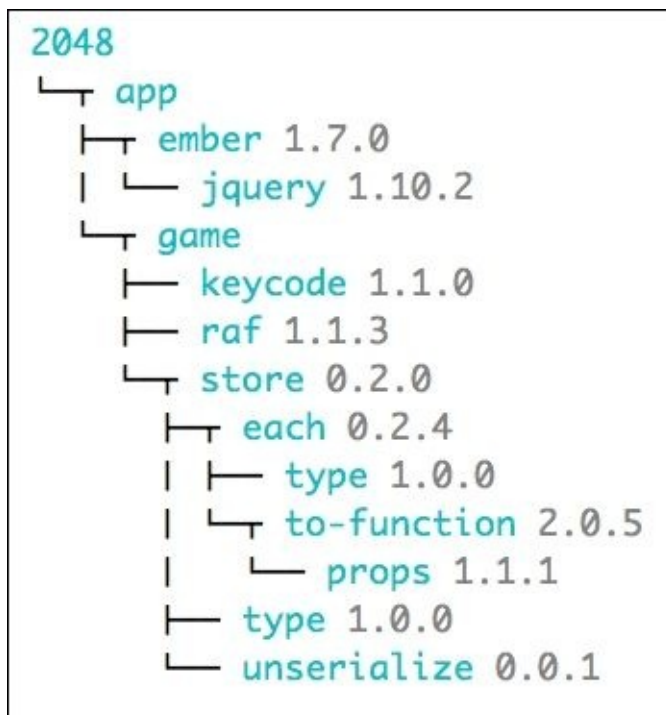 2048
app
ember 1.7.0
jquery 1.10.2
game
keycode 1.1.0
raf 1.1.3
store 0.2.0
each 0.2.4
type 1.0.0
to-function 2.0.5
props 1.1.1
type 1.0.0
unserialize 0.0.1